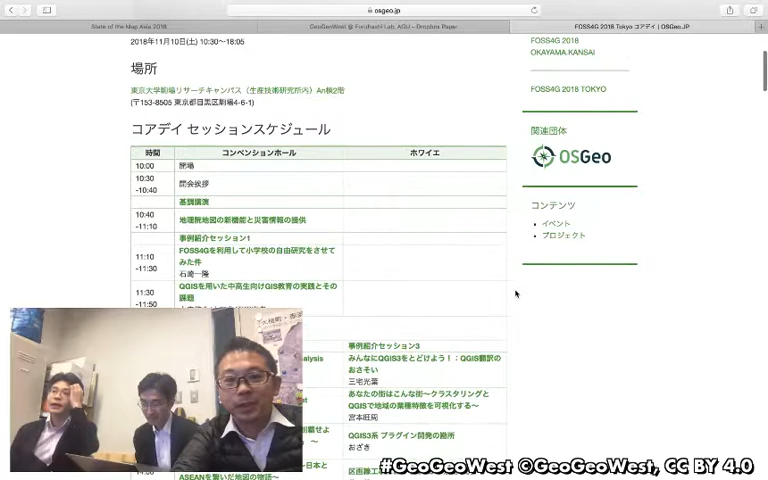 osgeo.jp
State of the Map Asia 2018
GeoGeoWest @ Furuhashi Lab. AGU – Dropbox Paper
FOSS4G 2018 Tokyo コアデイ | OSGeo.JP
2018年11月10日(土) 10:30〜18:05
場所
東京大学駒場リサーチキャンパス（生産技術研究所内）An棟2階
(〒153-8505 東京都目黒区駒場4-6-1)
コアデイ セッションスケジュール
時間 コンベンションホール ホワイエ
10:00 開場
10:30
-10:40
開会挨拶
基調講演
10:40
-11:10
地理院地図の新機能と災害情報の提供
事例紹介セッション1
11:10
-11:30
FOSS4Gを利用して小学校の自由研究をさせて
みた件
石崎一隆
11:30
-11:50
QGISを用いた中高生向けGIS教育の実践とその
課題
alysis
事例紹介セッション3
みんなにQGIS3をとどけよう！：QGIS翻訳の
おさそい
三宅光葉
あなたの街はこんな街〜クラスタリングと
QGISで地域の業種特徴を可視化する〜
宮本旺周
QGIS3系 プラグイン開発の勘所
おざき
〜日本と
ASEANを繋いだ地図の物語〜
FOSS4G 2018
OKAYAMA.KANSAI
FOSS4G 2018 TOKYO
関連団体
OSGeo
コンテンツ
イベント
プロジェクト
#GeoGeoWest ©GeoGeoWest, CC BY 4.0